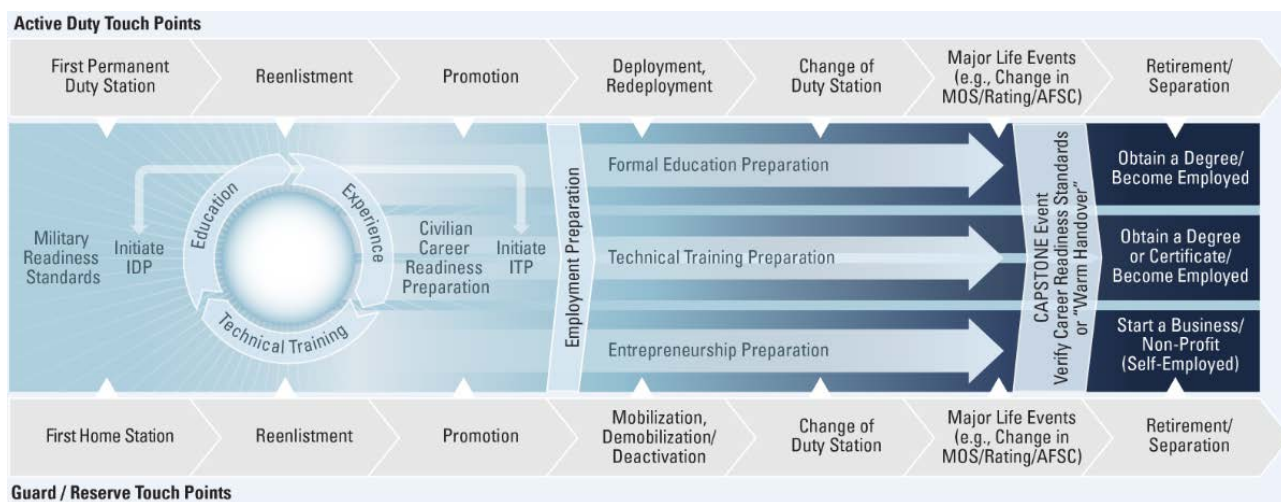 Active Duty Touch Points
First Permanent
Duty Station
Reenlistment
Promotion
Deployment,
Redeployment
Change of
Duty Station
Major Life Events
(e.g., Change in
MOS/Rating/AFSC)
Retirement/
Separation
Military
Readiness
Standards
Initiate
IDP
Education
Experience
Technical Training
Civilian
Career
Readiness
Preparation
Initiate
ITP
Employment Preparation
Formal Education Preparation
Technical Training Preparation
Entrepreneurship Preparation
CAPSTONE Event
Verify Career Readiness Standards
or “Warm Handover”
Obtain a Degree/
Become Employed
Obtain a Degree
or Certificate/
Become Employed
Start a Business/
Non-Profit
(Self-Employed)
First Home Station
Reenlistment
Promotion
Mobilization,
Demobilization/
Deactivation
Change of
Duty Station
Major Life Events
(e.g., Change in
MOS/Rating/AFSC)
Retirement/
Separation
Guard / Reserve Touch Points